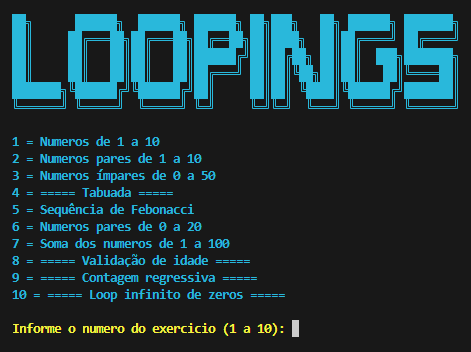 LOOPINGS
1 = Numeros de 1 a 10
2 = Numeros pares de 1 a 10
3 = Numeros ímpares de 0 a 50
4 = ===== Tabuada =====
5 = Sequência de Febonacci
6 = Numeros pares de 0 a 20
7 = Soma dos numeros de 1 a 100
8 = ===== Validação de idade =====
9 = ===== Contagem regressiva =====
10 = ===== Loop infinito de zeros =====
Informe o numero do exercicio (1 a 10):